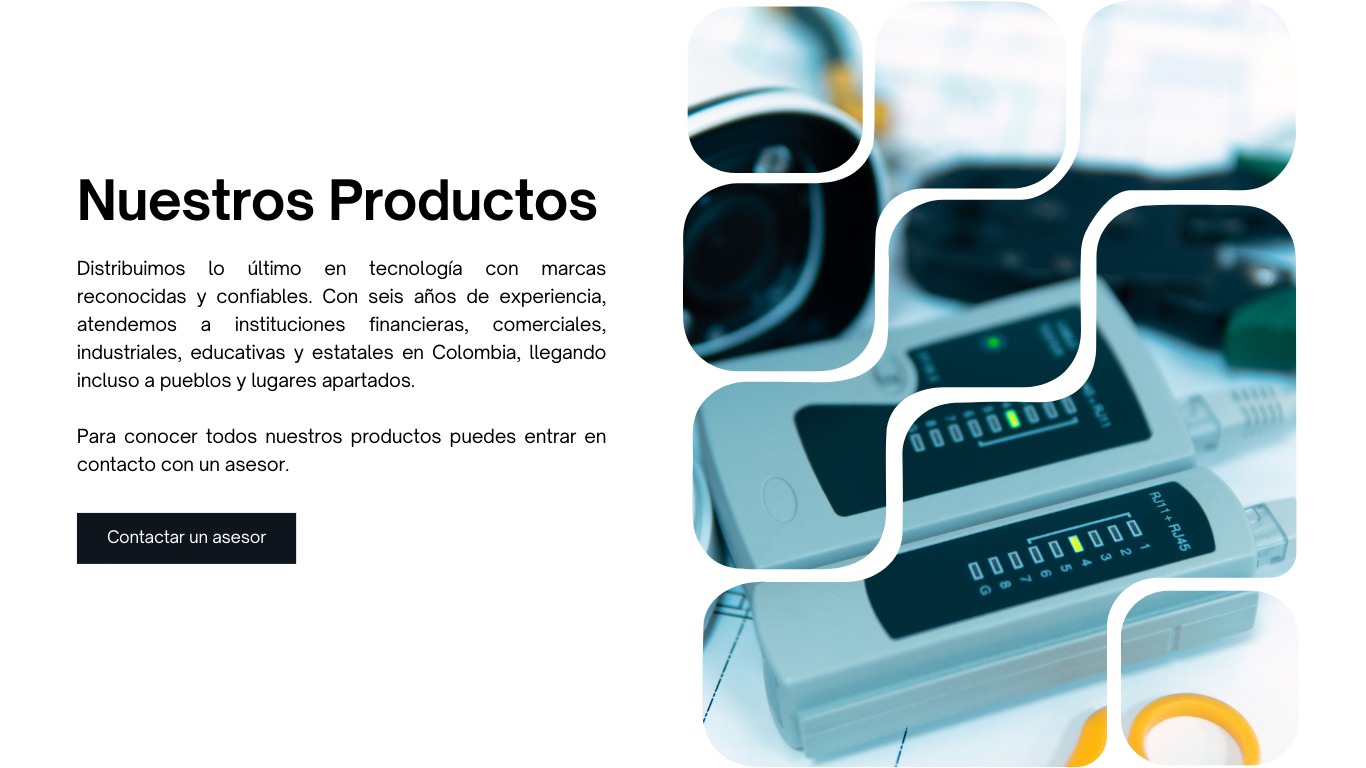 Nuestros Productos
Distribuimos lo último en tecnología con marcas
reconocidas y confiables. Con seis años de experiencia,
atendemos a instituciones financieras, comerciales,
industriales, educativas y estatales en Colombia, llegando
incluso a pueblos y lugares apartados.
Para conocer todos nuestros productos puedes entrar en
contacto con un asesor.
Contactar un asesor
RJ11
RJ11+ RJ45
1
2
3
4
5
6
7
8
G